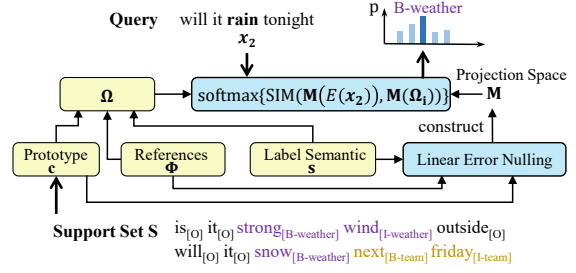 Query will it rain tonight
x₂
p
B-weather
Ω
softmax{SIM(M(E(x₂)), M(Ωᵢ))}
Projection Space
M
construct
Prototype
c
References
Φ
Label Semantic
s
Linear Error Nulling
Support Set S
is[O] it[O] strong[B-weather] wind[I-weather] outside[O]
will[O] it[O] snow[B-weather] next[B-team] friday[I-team]